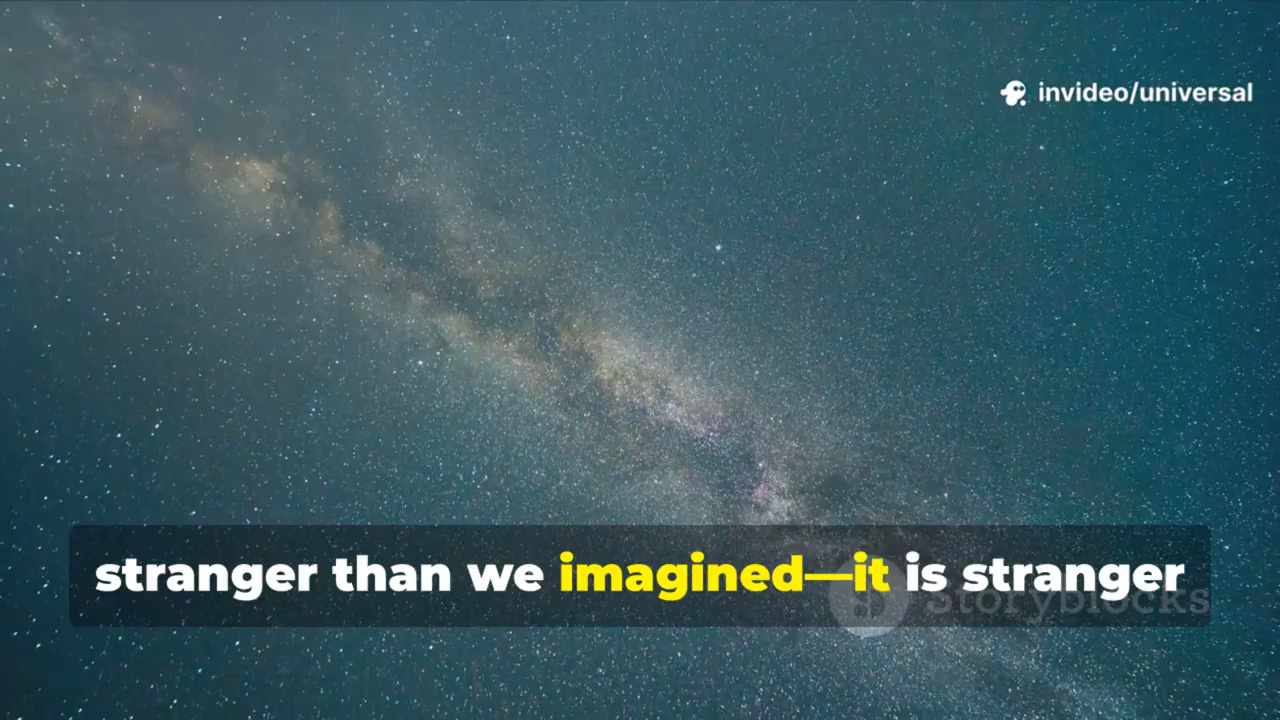 invideo/universal
stranger than we imagined—it is stranger
Storyblocks